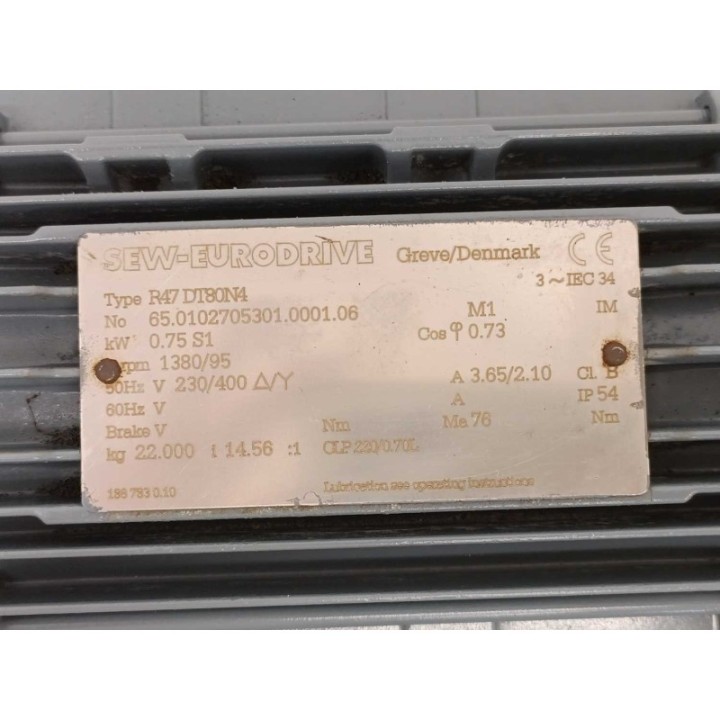 SEW-EURODRIVE Greve/Denmark CE
3 ~ IEC 34
Type R47 DT80N4
No 65.0102705301.0001.06 M1 IM
kW 0.75 S1 Cos φ 0.73
rpm 1380/95
50Hz V 230/400 Δ/Y A 3.65/2.10 Cl. B
60Hz V A IP 54
Brake V Nm Ma 76 Nm
kg 22.000 i 14.56 :1 CLP 220/0.70L
186 793 0.10 Lubrication see operating instructions